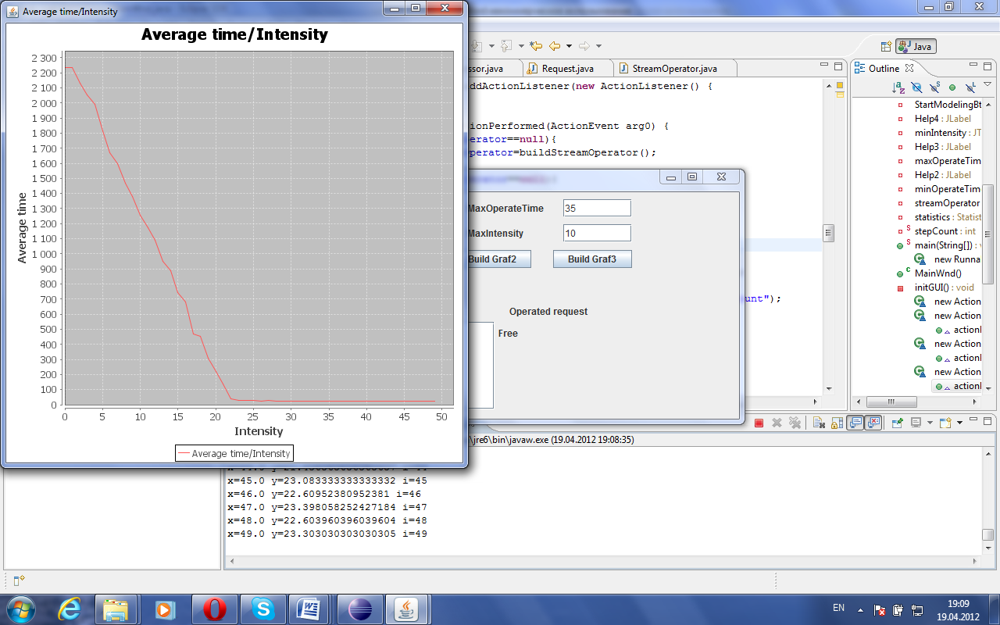 Average time/Intensity
Average time/Intensity
2 300
2 200
2 100
2 000
1 900
1 800
1 700
1 600
1 500
1 400
1 300
1 200
1 100
1 000
900
800
700
600
500
400
300
200
100
0
Average time
0 5 10 15 20 25 30 35 40 45 50
Intensity
Average time/Intensity
Java
ssor.java Request.java StreamOperator.java
ddActionListener(new ActionListener() {
ionPerformed(ActionEvent arg0) {
erator==null){
perator=buildStreamOperator();
unt");
MaxOperateTime 35
MaxIntensity 10
Build Graf2 Build Graf3
Operated request
Free
Outline
StartModelingBt
Help4 : JLabel
minIntensity : JT
Help3 : JLabel
maxOperateTim
Help2 : JLabel
minOperateTim
streamOperator
statistics : Statist
stepCount : int
main(String[]) : v
new Runna
MainWnd()
initGUI() : void
new Action
new Action
actionl
new Action
actionl
new Action
actionl
\jre6\bin\javaw.exe (19.04.2012 19:08:35)
x=45.0 y=23.083333333333332 i=45
x=46.0 y=22.60952380952381 i=46
x=47.0 y=23.398058252427184 i=47
x=48.0 y=22.603960396039604 i=48
x=49.0 y=23.303030303030305 i=49
EN
19:09
19.04.2012